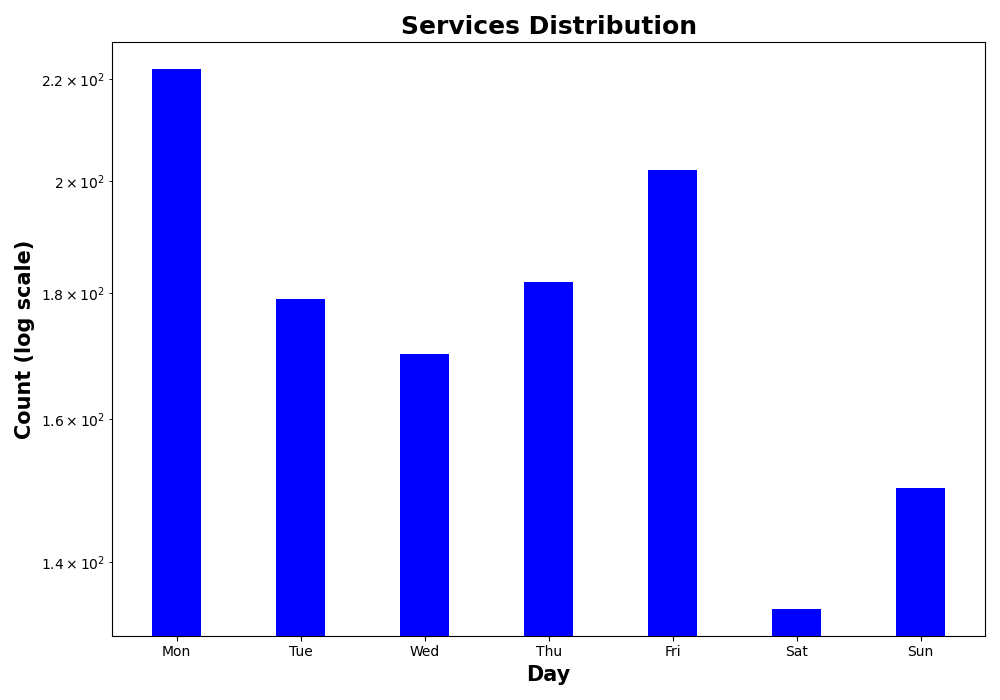 Services Distribution
Count (log scale)
2.2 × 10²
2 × 10²
1.8 × 10²
1.6 × 10²
1.4 × 10²
Mon Tue Wed Thu Fri Sat Sun
Day